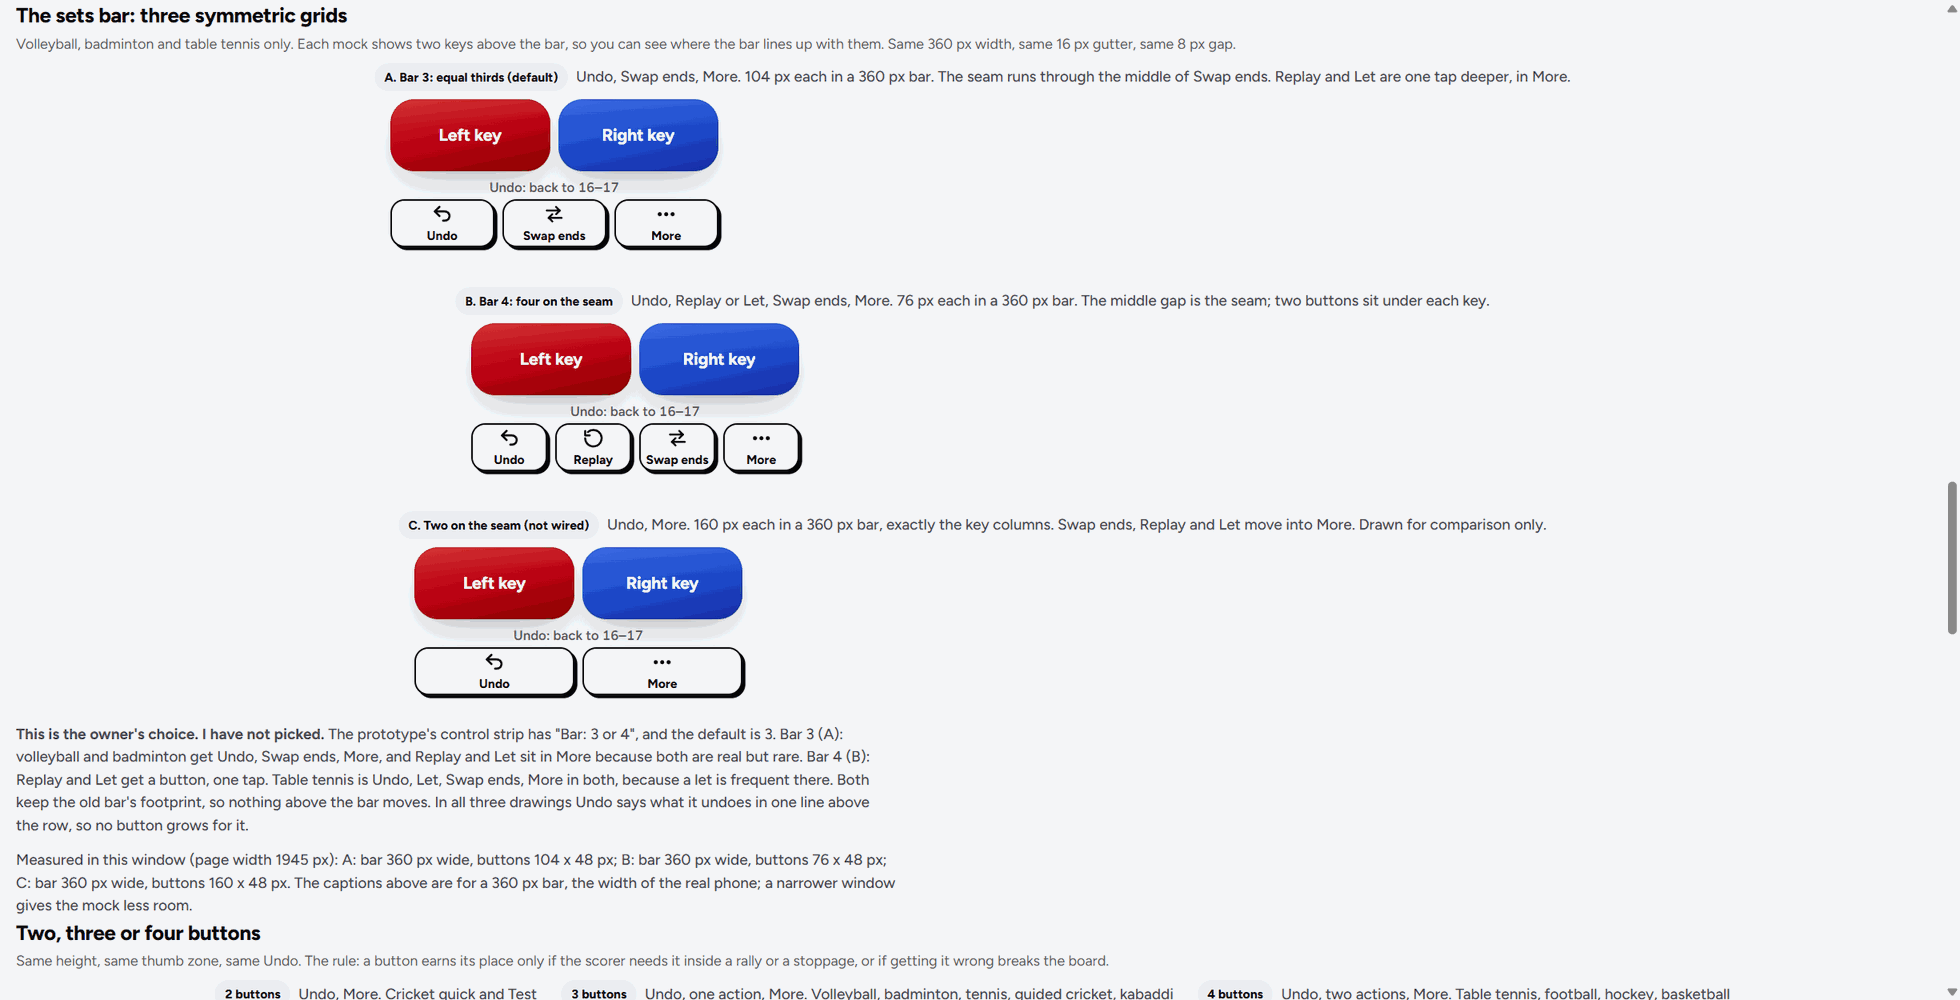 The sets bar: three symmetric grids
Volleyball, badminton and table tennis only. Each mock shows two keys above the bar, so you can see where the bar lines up with them. Same 360 px width, same 16 px gutter, same 8 px gap.
A. Bar 3: equal thirds (default) Undo, Swap ends, More. 104 px each in a 360 px bar. The seam runs through the middle of Swap ends. Replay and Let are one tap deeper, in More.
Left key Right key
Undo: back to 16–17
Undo Swap ends More
B. Bar 4: four on the seam Undo, Replay or Let, Swap ends, More. 76 px each in a 360 px bar. The middle gap is the seam; two buttons sit under each key.
Left key Right key
Undo: back to 16–17
Undo Replay Swap ends More
C. Two on the seam (not wired) Undo, More. 160 px each in a 360 px bar, exactly the key columns. Swap ends, Replay and Let move into More. Drawn for comparison only.
Left key Right key
Undo: back to 16–17
Undo More
This is the owner's choice. I have not picked. The prototype's control strip has "Bar: 3 or 4", and the default is 3. Bar 3 (A):
volleyball and badminton get Undo, Swap ends, More, and Replay and Let sit in More because both are real but rare. Bar 4 (B):
Replay and Let get a button, one tap. Table tennis is Undo, Let, Swap ends, More in both, because a let is frequent there. Both
keep the old bar's footprint, so nothing above the bar moves. In all three drawings Undo says what it undoes in one line above
the row, so no button grows for it.
Measured in this window (page width 1945 px): A: bar 360 px wide, buttons 104 x 48 px; B: bar 360 px wide, buttons 76 x 48 px;
C: bar 360 px wide, buttons 160 x 48 px. The captions above are for a 360 px bar, the width of the real phone; a narrower window
gives the mock less room.
Two, three or four buttons
Same height, same thumb zone, same Undo. The rule: a button earns its place only if the scorer needs it inside a rally or a stoppage, or if getting it wrong breaks the board.
2 buttons Undo, More. Cricket quick and Test 3 buttons Undo, one action, More. Volleyball, badminton, tennis, guided cricket, kabaddi 4 buttons Undo, two actions, More. Table tennis, football, hockey, basketball